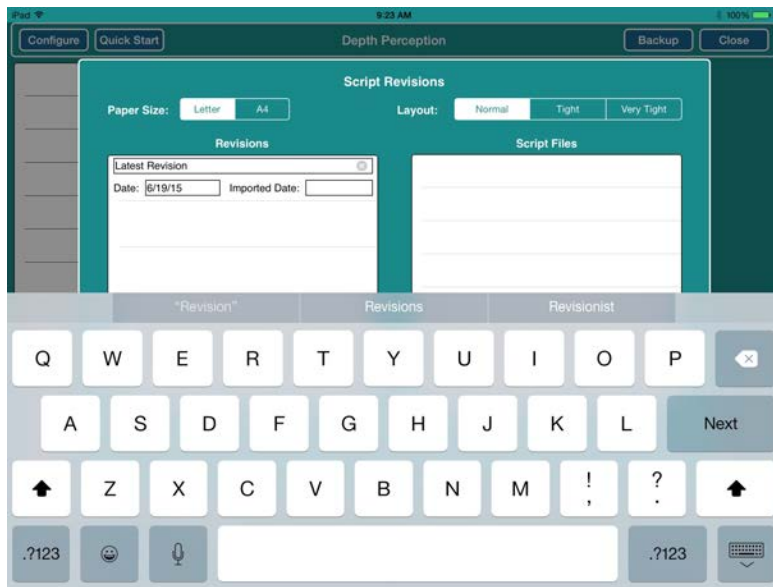 iPad 9:23 AM 100%
Configure Quick Start Depth Perception Backup Close
Script Revisions
Paper Size: Letter A4 Layout: Normal Tight Very Tight
Revisions Script Files
Latest Revision
Date: 6/19/15 Imported Date:
"Revision" Revisions Revisionist
Q W E R T Y U I O P
A S D F G H J K L Next
Z X C V B N M ! , ? .
.?123 .?123